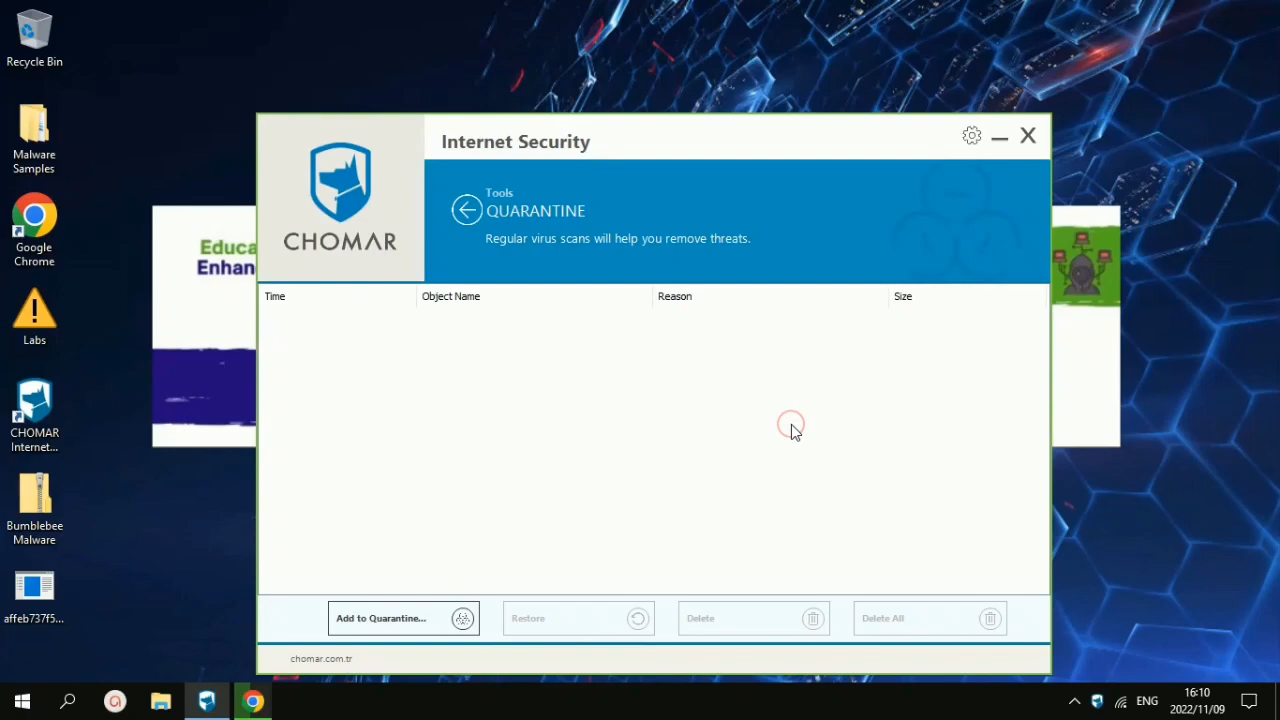 Recycle Bin
Malware
Samples
Google
Chrome
Labs
CHOMAR
Internet...
Bumblebee
Malware
affeb737f5...
Educa
Enhan
CHOMAR
Internet Security
Tools
QUARANTINE
Regular virus scans will help you remove threats.
Time Object Name Reason Size
Add to Quarantine... Restore Delete Delete All
chomar.com.tr
ENG
16:10
2022/11/09